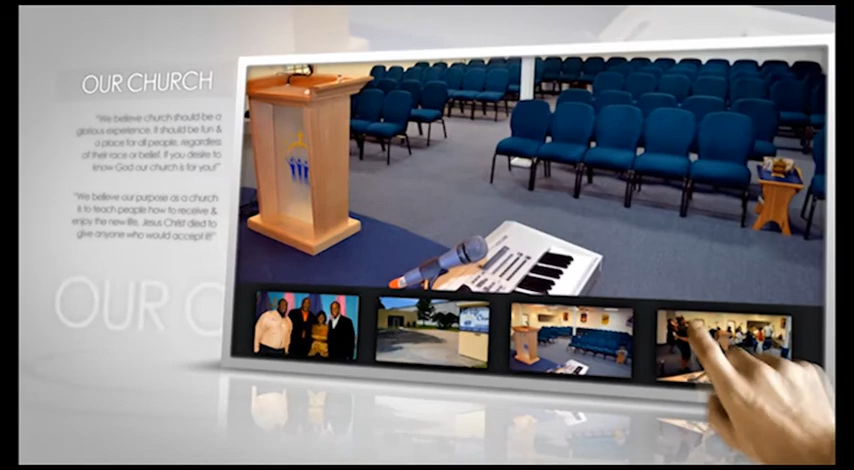 OUR CHURCH
"We believe church should be a
glorious experience. It should be fun &
a place for all people, regardless
of their race or belief. If you desire to
know God our church is for you!"
"We believe our purpose as a church
is to teach people how to receive &
enjoy the new life, Jesus Christ died to
give anyone who would accept it!"
OUR C